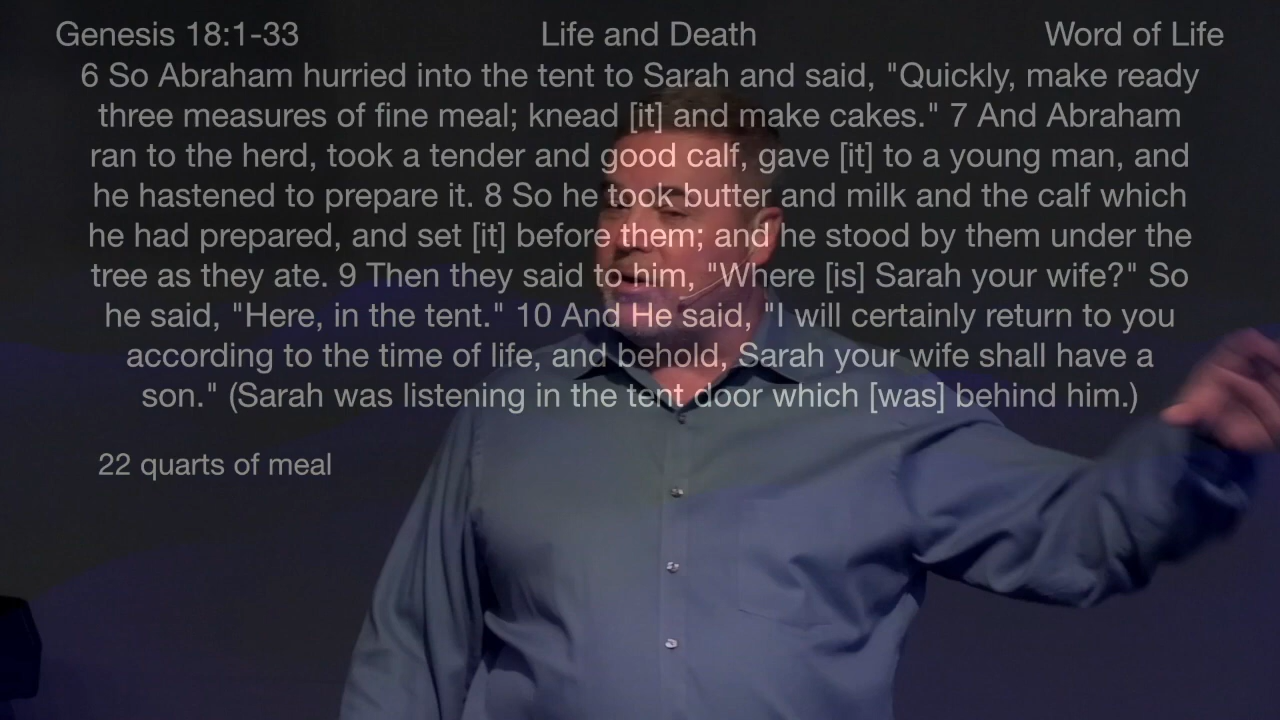 Genesis 18:1-33 Life and Death Word of Life
6 So Abraham hurried into the tent to Sarah and said, "Quickly, make ready
three measures of fine meal; knead [it] and make cakes." 7 And Abraham
ran to the herd, took a tender and good calf, gave [it] to a young man, and
he hastened to prepare it. 8 So he took butter and milk and the calf which
he had prepared, and set [it] before them; and he stood by them under the
tree as they ate. 9 Then they said to him, "Where [is] Sarah your wife?" So
he said, "Here, in the tent." 10 And He said, "I will certainly return to you
according to the time of life, and behold, Sarah your wife shall have a
son." (Sarah was listening in the tent door which [was] behind him.)
22 quarts of meal